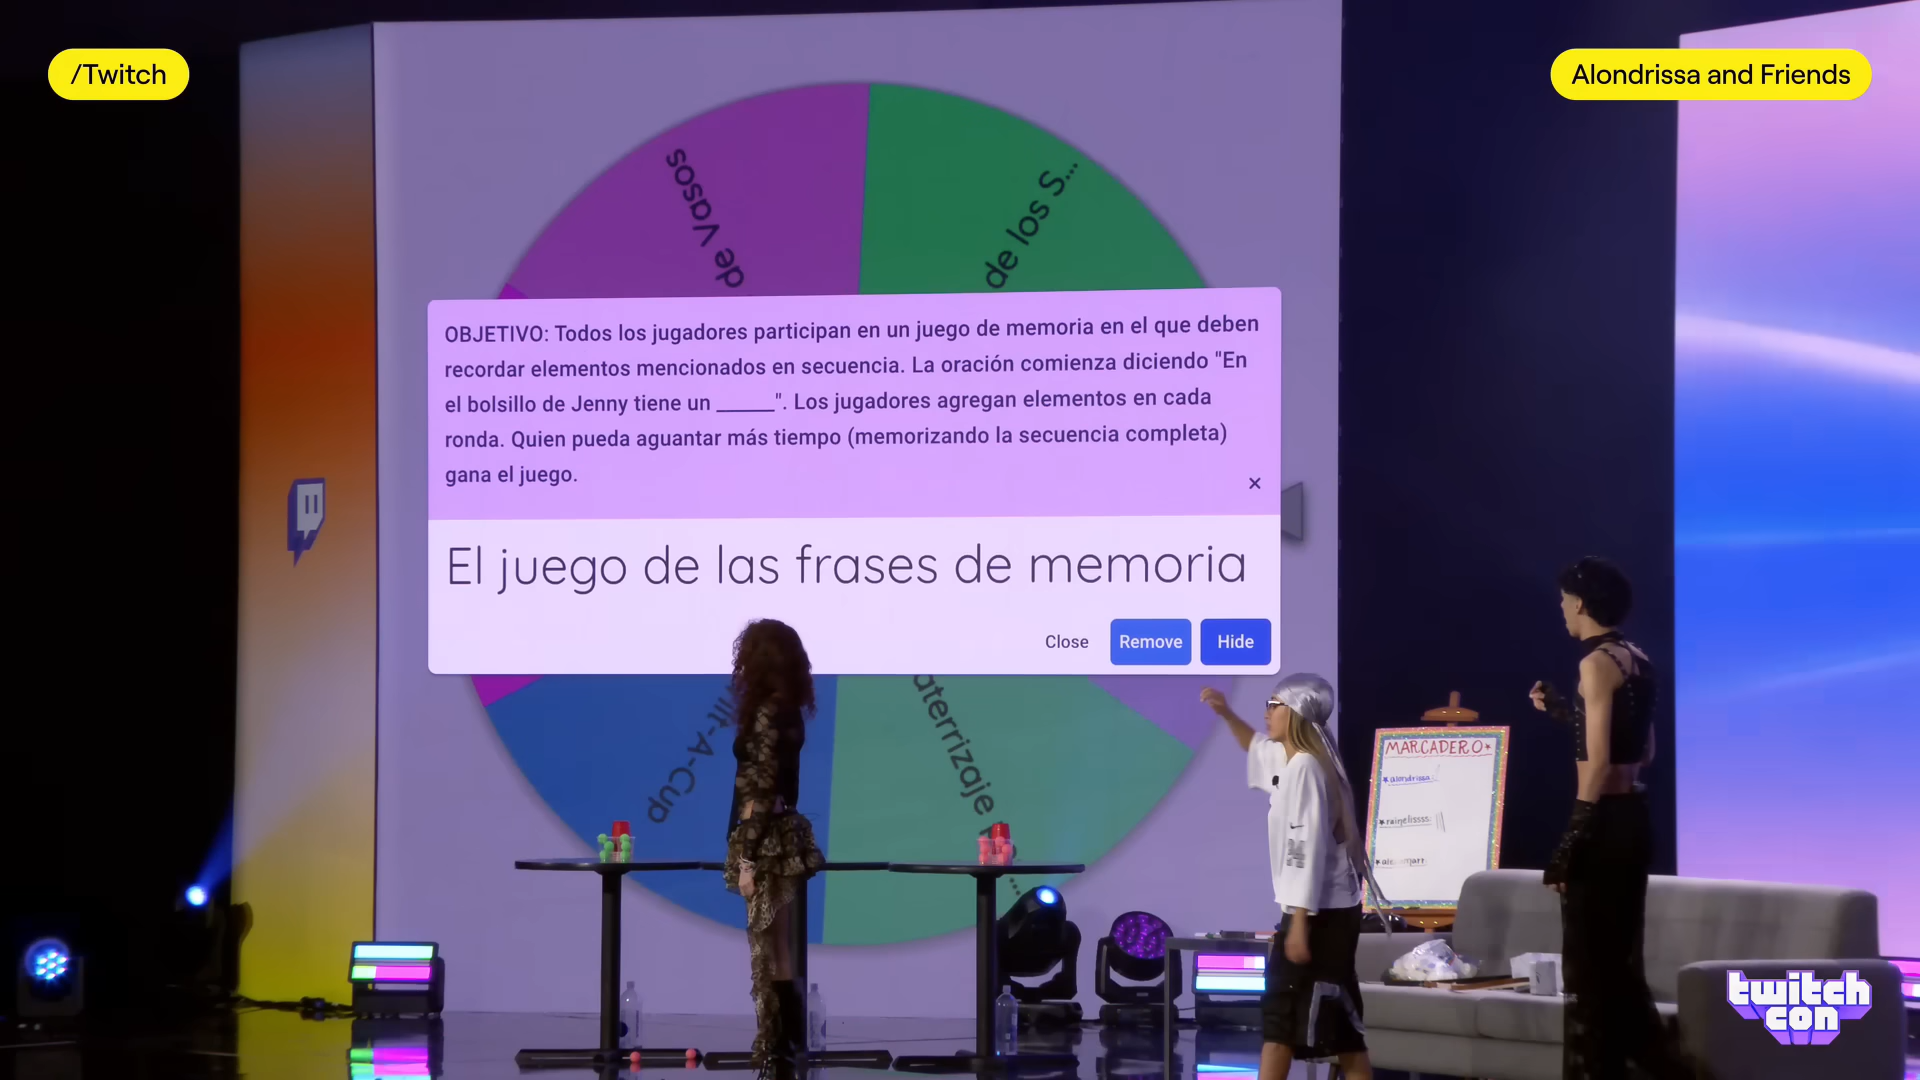 /Twitch
Alondrissa and Friends
de Vasos
de los S...
OBJETIVO: Todos los jugadores participan en un juego de memoria en el que deben
recordar elementos mencionados en secuencia. La oración comienza diciendo "En
el bolsillo de Jenny tiene un _____". Los jugadores agregan elementos en cada
ronda. Quien pueda aguantar más tiempo (memorizando la secuencia completa)
gana el juego.
×
El juego de las frases de memoria
Close
Remove
Hide
-A-Cup
aterrizaje
MARCADERO
alondrissa
rainelissss
twitch
con